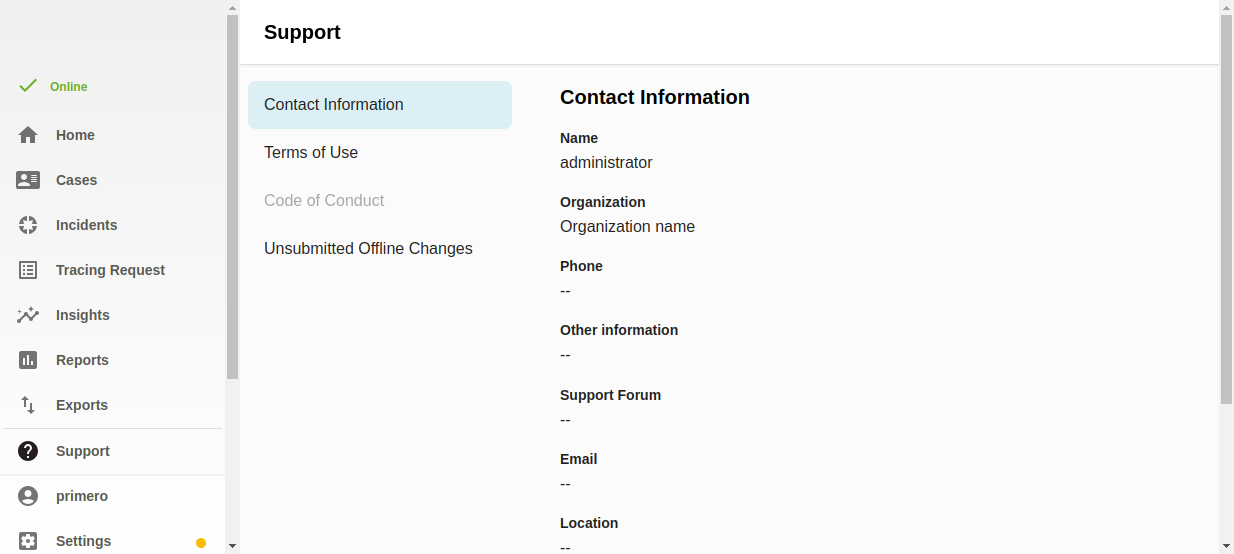 Support
Online
Home
Cases
Incidents
Tracing Request
Insights
Reports
Exports
Support
primero
Settings
Contact Information
Terms of Use
Code of Conduct
Unsubmitted Offline Changes
Contact Information
Name
administrator
Organization
Organization name
Phone
--
Other information
--
Support Forum
--
Email
--
Location
--